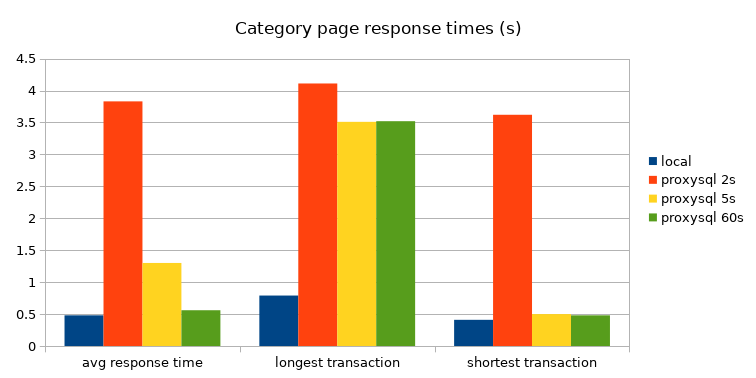 Category page response times (s)
4.5
4
3.5
3
2.5
2
1.5
1
0.5
0
avg response time
longest transaction
shortest transaction
local
proxysql 2s
proxysql 5s
proxysql 60s